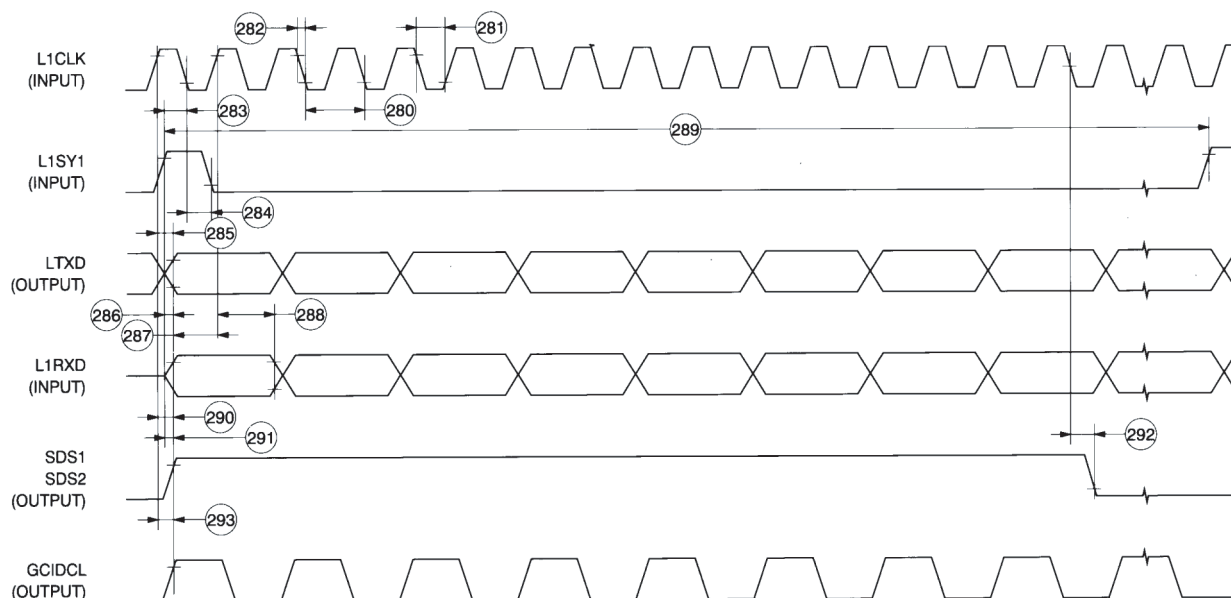 282
281
L1CLK
(INPUT)
283
280
289
L1SY1
(INPUT)
284
285
LTXD
(OUTPUT)
286
288
287
L1RXD
(INPUT)
290
291
292
SDS1
SDS2
(OUTPUT)
293
GCIDCL
(OUTPUT)